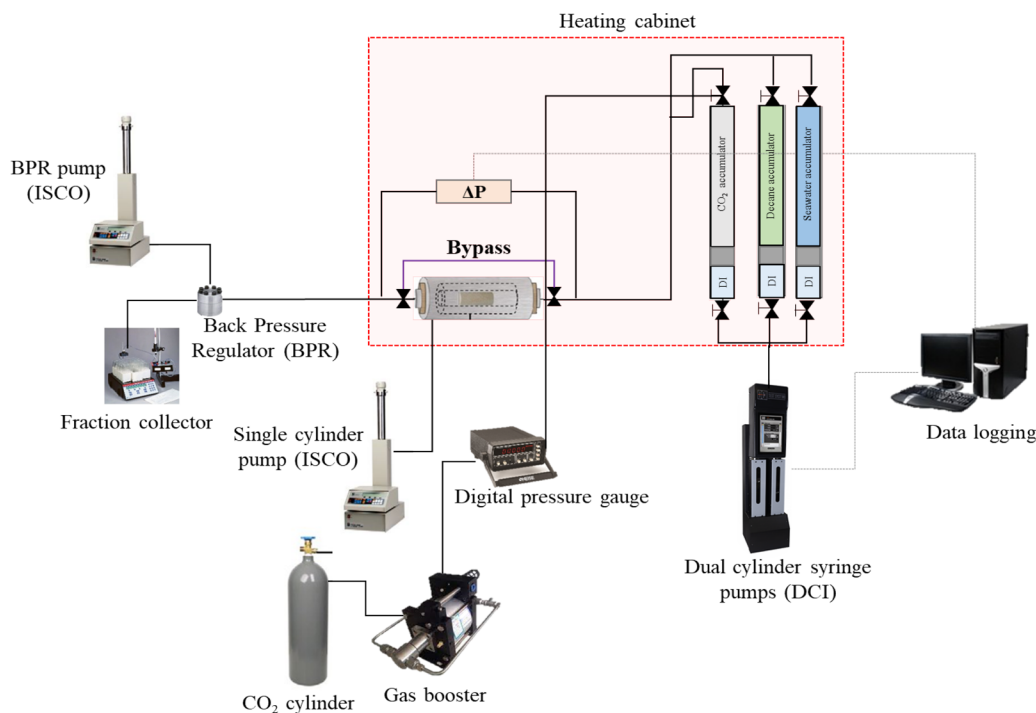 Heating cabinet
BPR pump
(ISCO)
CO₂ accumulator
Decane accumulator
Seawater accumulator
ΔP
Bypass
DI
DI
DI
Back Pressure
Regulator (BPR)
Fraction collector
Single cylinder
pump (ISCO)
Digital pressure gauge
Data logging
Dual cylinder syringe
pumps (DCI)
CO₂ cylinder
Gas booster